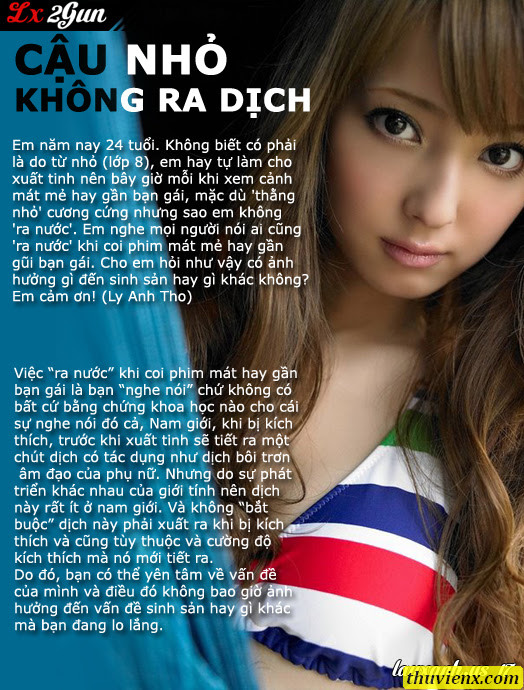 Lx 2Gun
CẬU NHỎ
KHÔNG RA DỊCH
Em năm nay 24 tuổi. Không biết có phải
là do từ nhỏ (lớp 8), em hay tự làm cho
xuất tinh nên bây giờ mỗi khi xem cảnh
mát mẻ hay gần bạn gái, mặc dù 'thằng
nhỏ' cương cứng nhưng sao em không
'ra nước'. Em nghe mọi người nói ai cũng
'ra nước' khi coi phim mát mẻ hay gần
gũi bạn gái. Cho em hỏi như vậy có ảnh
hưởng gì đến sinh sản hay gì khác không?
Em cảm ơn! (Ly Anh Tho)
Việc “ra nước” khi coi phim mát hay gần
bạn gái là bạn “nghe nói” chứ không có
bất cứ bằng chứng khoa học nào cho cái
sự nghe nói đó cả, Nam giới, khi bị kích
thích, trước khi xuất tinh sẽ tiết ra một
chút dịch có tác dụng như dịch bôi trơn
âm đạo của phụ nữ. Nhưng do sự phát
triển khác nhau của giới tính nên dịch
này rất ít ở nam giới. Và không “bắt
buộc” dịch này phải xuất ra khi bị kích
thích và cũng tùy thuộc và cường độ
kích thích mà nó mới tiết ra.
Do đó, bạn có thể yên tâm về vấn đề
của mình và điều đó không bao giờ ảnh
hưởng đến vấn đề sinh sản hay gì khác
mà bạn đang lo lắng.
thuvienx.com